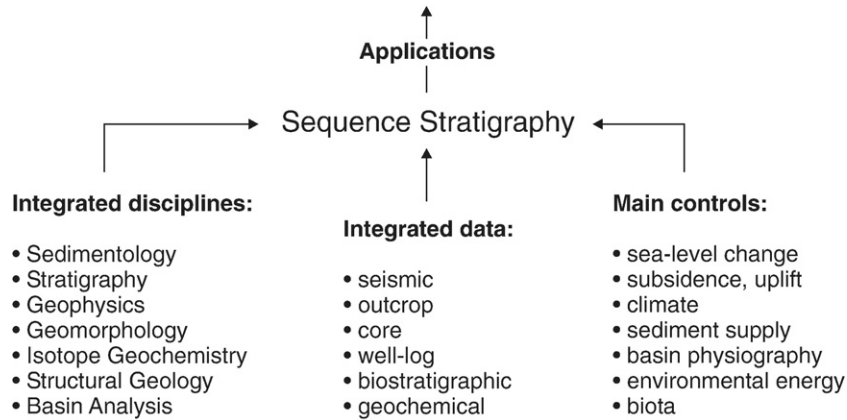 Applications
Sequence Stratigraphy
Integrated disciplines:
• Sedimentology
• Stratigraphy
• Geophysics
• Geomorphology
• Isotope Geochemistry
• Structural Geology
• Basin Analysis
Integrated data:
• seismic
• outcrop
• core
• well-log
• biostratigraphic
• geochemical
Main controls:
• sea-level change
• subsidence, uplift
• climate
• sediment supply
• basin physiography
• environmental energy
• biota